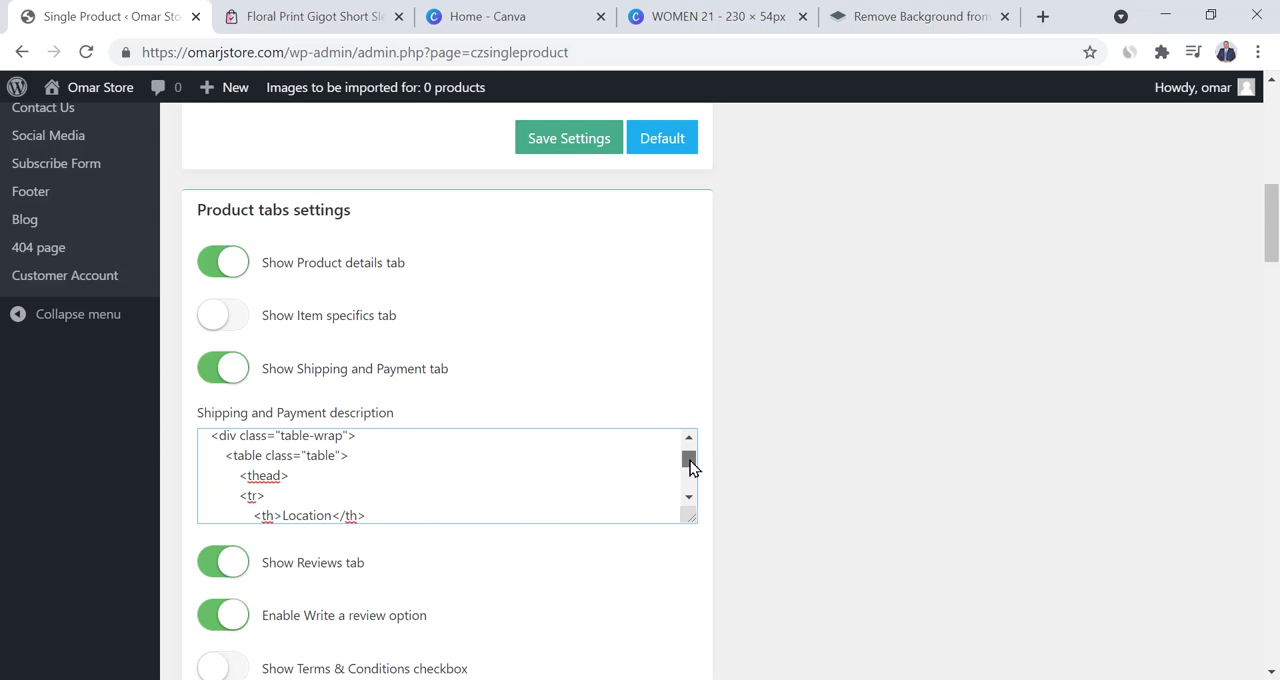 Single Product ‹ Omar Sto
Floral Print Gigot Short Sle
Home - Canva
WOMEN 21 - 230 × 54px
Remove Background from
https://omarjstore.com/wp-admin/admin.php?page=czsingleproduct
Omar Store
0
New
Images to be imported for: 0 products
Howdy, omar
Contact Us
Social Media
Subscribe Form
Footer
Blog
404 page
Customer Account
Collapse menu
Save Settings
Default
Product tabs settings
Show Product details tab
Show Item specifics tab
Show Shipping and Payment tab
Shipping and Payment description
<div class="table-wrap">
<table class="table">
<thead>
<tr>
<th>Location</th>
Show Reviews tab
Enable Write a review option
Show Terms & Conditions checkbox